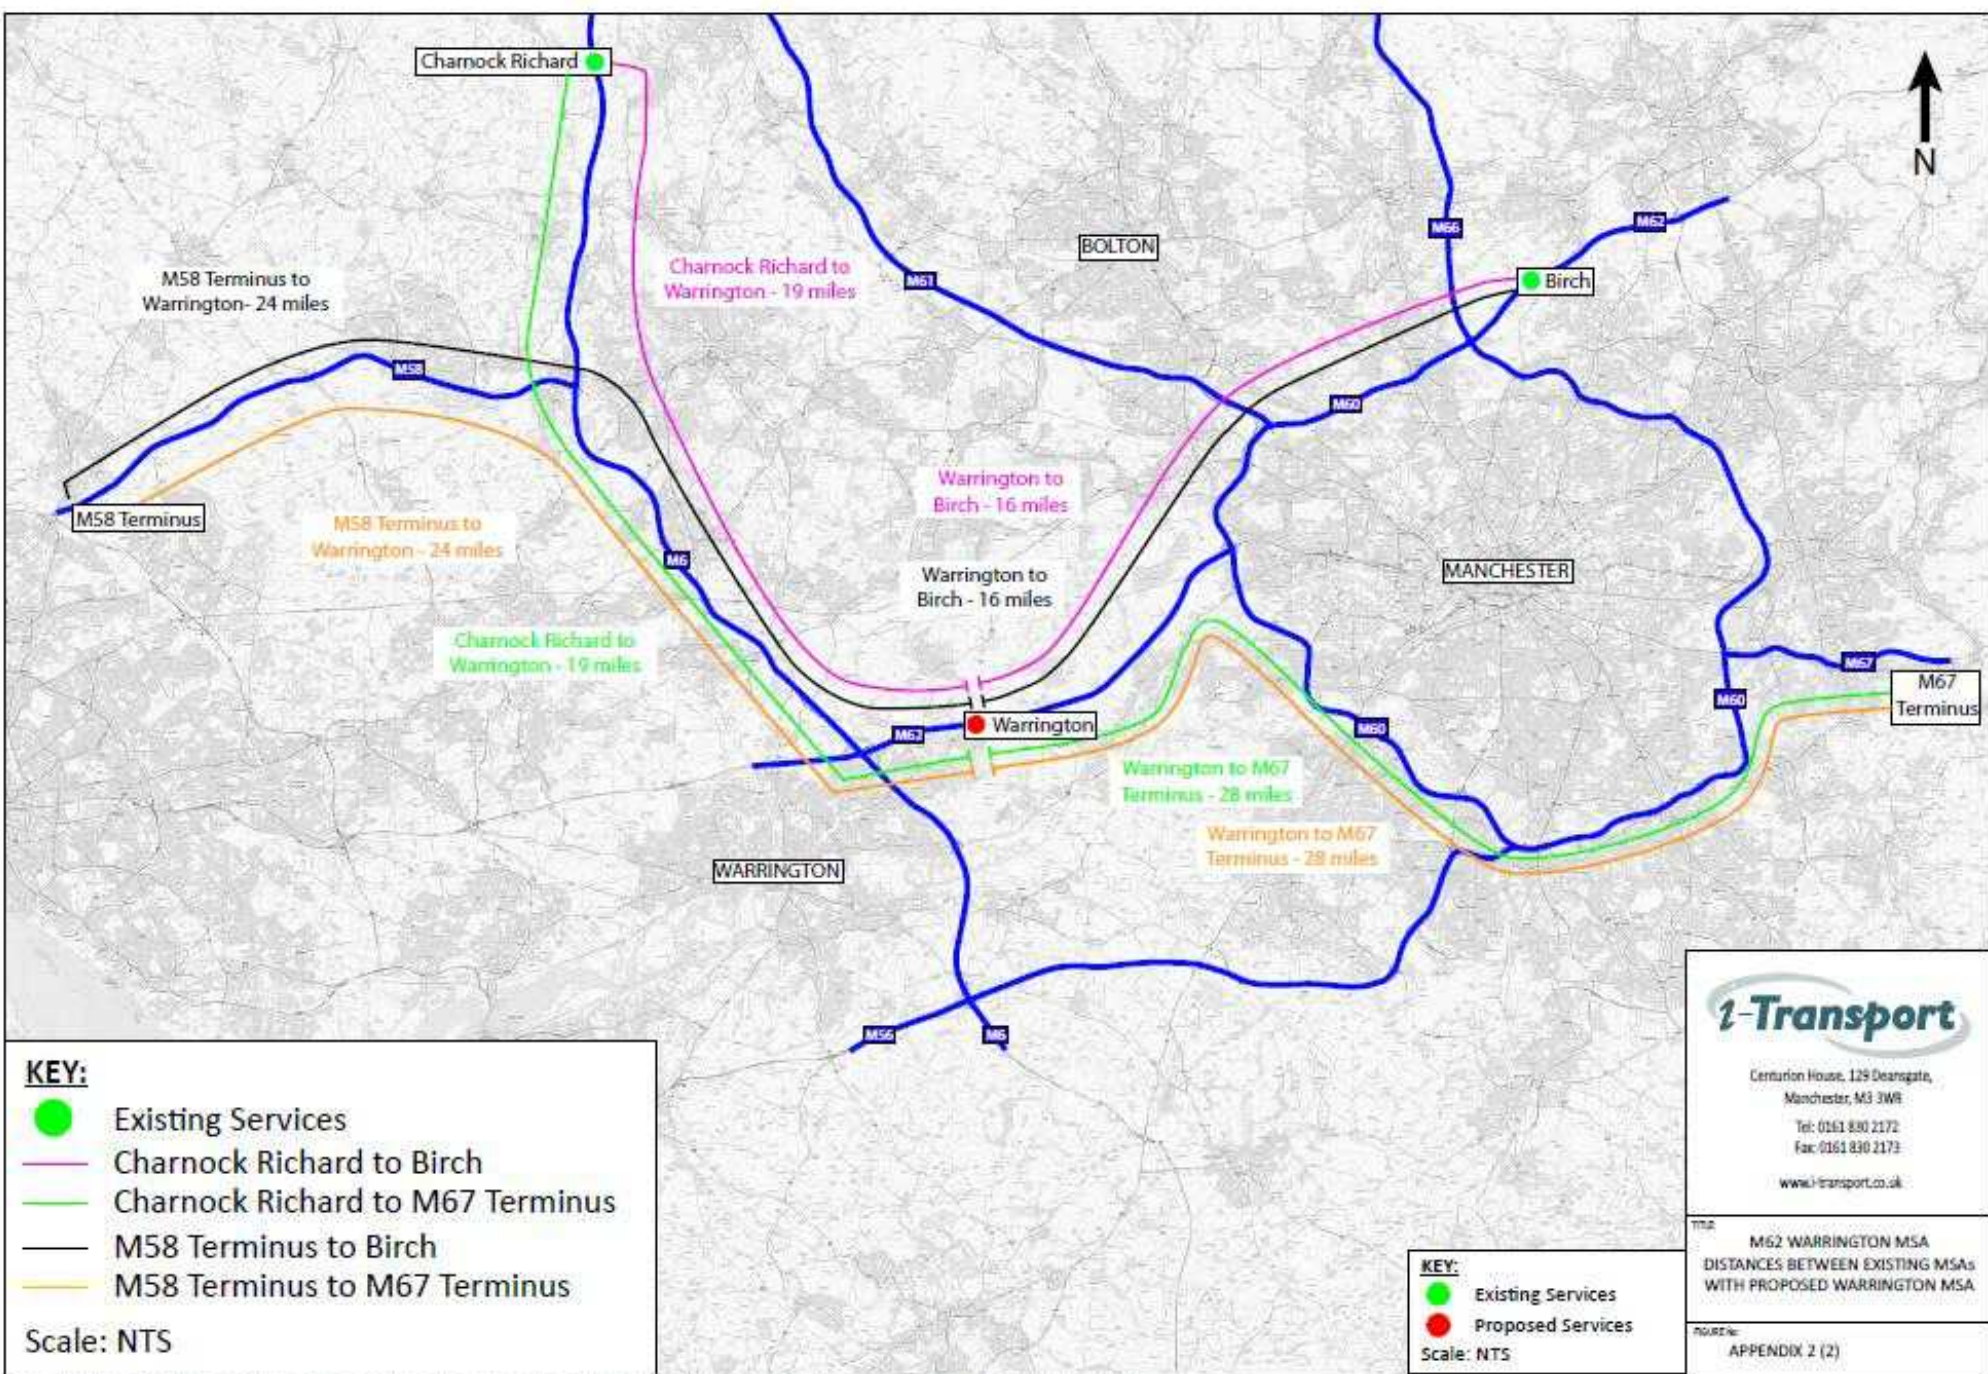 Charnock Richard
N
M66
M62
BOLTON
Charnock Richard to
Warrington - 19 miles
M61
Birch
M58 Terminus to
Warrington- 24 miles
M58
M60
M58 Terminus
Warrington to
Birch - 16 miles
M58 Terminus to
Warrington - 24 miles
M6
Warrington to
Birch - 16 miles
MANCHESTER
Charnock Richard to
Warrington - 19 miles
M67
M67
Terminus
M60
M62
Warrington
M60
Warrington to M67
Terminus - 28 miles
Warrington to M67
Terminus - 28 miles
WARRINGTON
M56
M6
KEY:
Existing Services
Charnock Richard to Birch
Charnock Richard to M67 Terminus
M58 Terminus to Birch
M58 Terminus to M67 Terminus
Scale: NTS
KEY:
Existing Services
Proposed Services
Scale: NTS
i-Transport
Centurion House, 129 Deansgate,
Manchester, M3 3WR
Tel: 0161 830 2172
Fax: 0161 830 2173
www.i-transport.co.uk
TITLE
M62 WARRINGTON MSA
DISTANCES BETWEEN EXISTING MSAs
WITH PROPOSED WARRINGTON MSA
FIGURE No:
APPENDIX 2 (2)